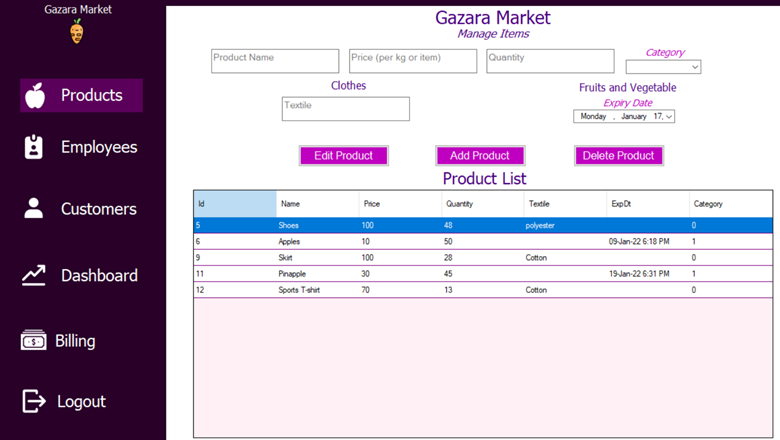 Gazara Market
Products
Employees
Customers
Dashboard
Billing
Logout
Gazara Market
Manage Items
Product Name
Price (per kg or item)
Quantity
Category
Clothes
Fruits and Vegetable
Textile
Expiry Date
Monday , January 17,
Edit Product
Add Product
Delete Product
Product List
Id Name Price Quantity Textile ExpDt Category
5 Shoes 100 48 polyester 0
6 Apples 10 50 09-Jan-22 6:18 PM 1
9 Skirt 100 28 Cotton 0
11 Pinapple 30 45 19-Jan-22 6:31 PM 1
12 Sports T-shirt 70 13 Cotton 0